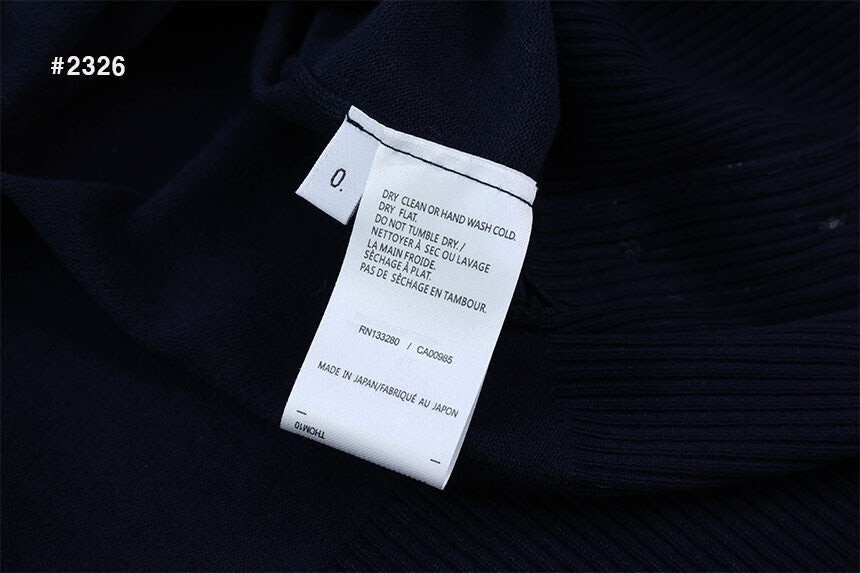 #2326
0.
DRY CLEAN OR HAND WASH COLD.
DRY FLAT.
DO NOT TUMBLE DRY./
NETTOYER À SEC OU LAVAGE
LA MAIN FROIDE.
SÉCHAGE À PLAT.
PAS DE SÉCHAGE EN TAMBOUR.
RN133280 / CA00985
MADE IN JAPAN/FABRIQUÉ AU JAPON
THOM10